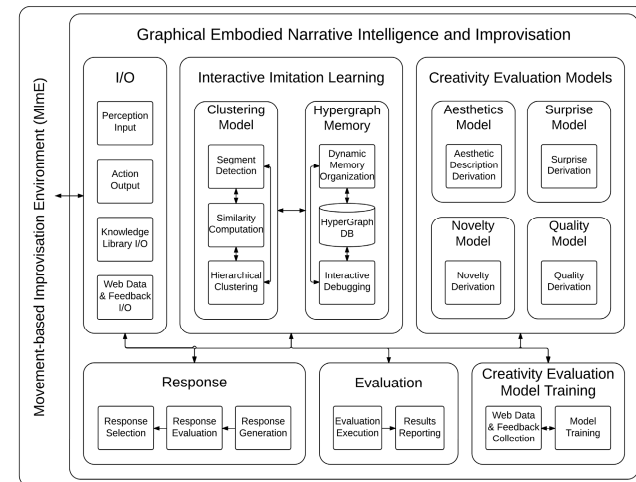 Graphical Embodied Narrative Intelligence and Improvisation
Movement-based Improvisation Environment (MImE)
I/O
Perception
Input
Action
Output
Knowledge
Library I/O
Web Data
& Feedback
I/O
Interactive Imitation Learning
Clustering
Model
Segment
Detection
Similarity
Computation
Hierarchical
Clustering
Hypergraph
Memory
Dynamic
Memory
Organization
HyperGraph
DB
Interactive
Debugging
Creativity Evaluation Models
Aesthetics
Model
Aesthetic
Description
Derivation
Surprise
Model
Surprise
Derivation
Novelty
Model
Novelty
Derivation
Quality
Model
Quality
Derivation
Response
Response
Selection
Response
Evaluation
Response
Generation
Evaluation
Evaluation
Execution
Results
Reporting
Creativity Evaluation
Model Training
Web Data
& Feedback
Collection
Model
Training